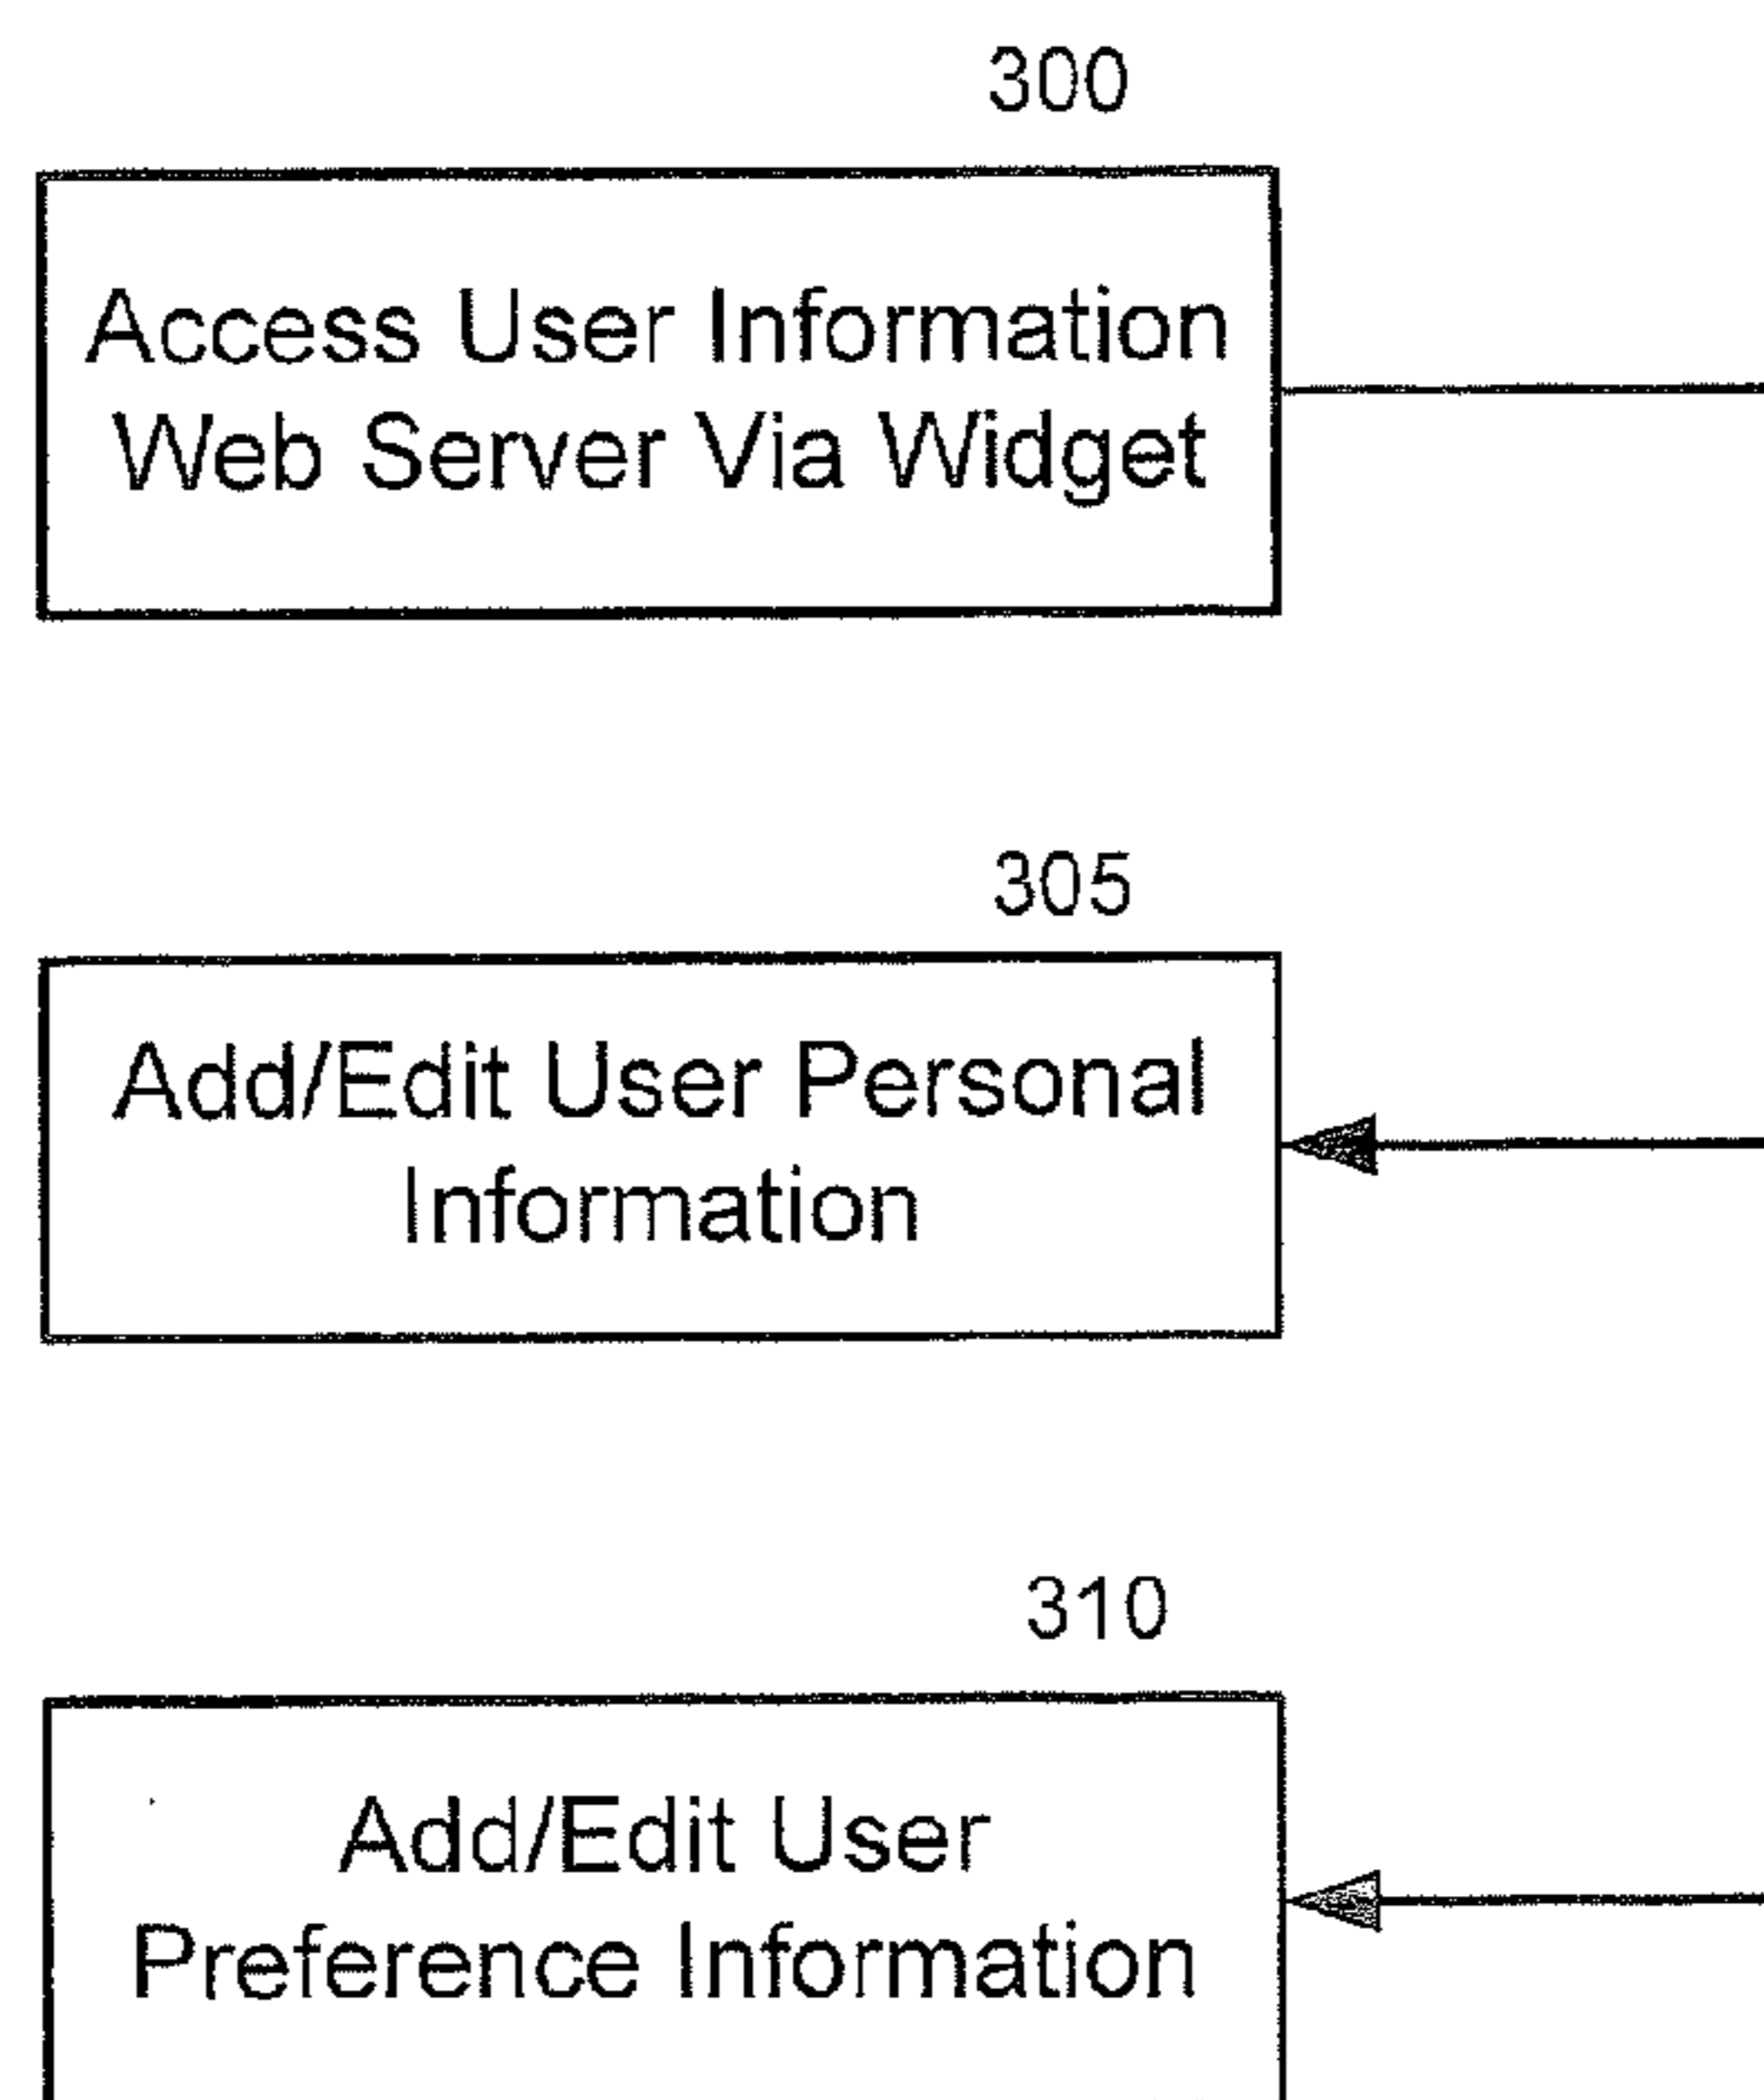 300
Access User Information
Web Server Via Widget
305
Add/Edit User Personal
Information
310
Add/Edit User
Preference Information